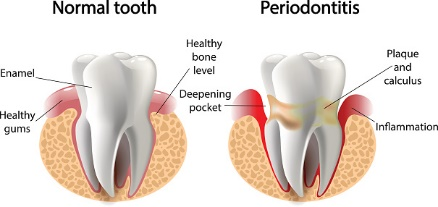 Normal tooth
Enamel
Healthy
gums
Healthy
bone
level
Periodontitis
Deepening
pocket
Plaque
and
calculus
Inflammation